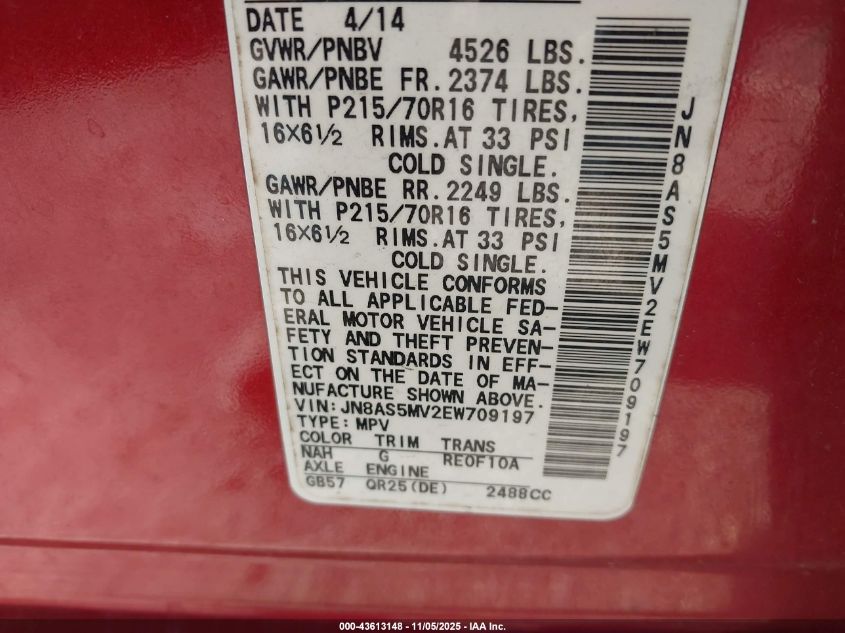 DATE 4/14
GVWR/PNBV 4526 LBS.
GAWR/PNBE FR. 2374 LBS.
WITH P215/70R16 TIRES,
16X6½ RIMS. AT 33 PSI
COLD SINGLE.
GAWR/PNBE RR. 2249 LBS.
WITH P215/70R16 TIRES,
16X6½ RIMS. AT 33 PSI
COLD SINGLE.
THIS VEHICLE CONFORMS
TO ALL APPLICABLE FED-
ERAL MOTOR VEHICLE SA-
FETY AND THEFT PREVEN-
TION STANDARDS IN EFF-
ECT ON THE DATE OF MA-
NUFACTURE SHOWN ABOVE.
VIN: JN8AS5MV2EW709197
TYPE: MPV
COLOR TRIM TRANS
NAH G RE0F10A
AXLE ENGINE
GB57 QR25(DE) 2488CC
JN8AS5MV2EW709197
000-43613148 - 11/05/2025 - IAA Inc.